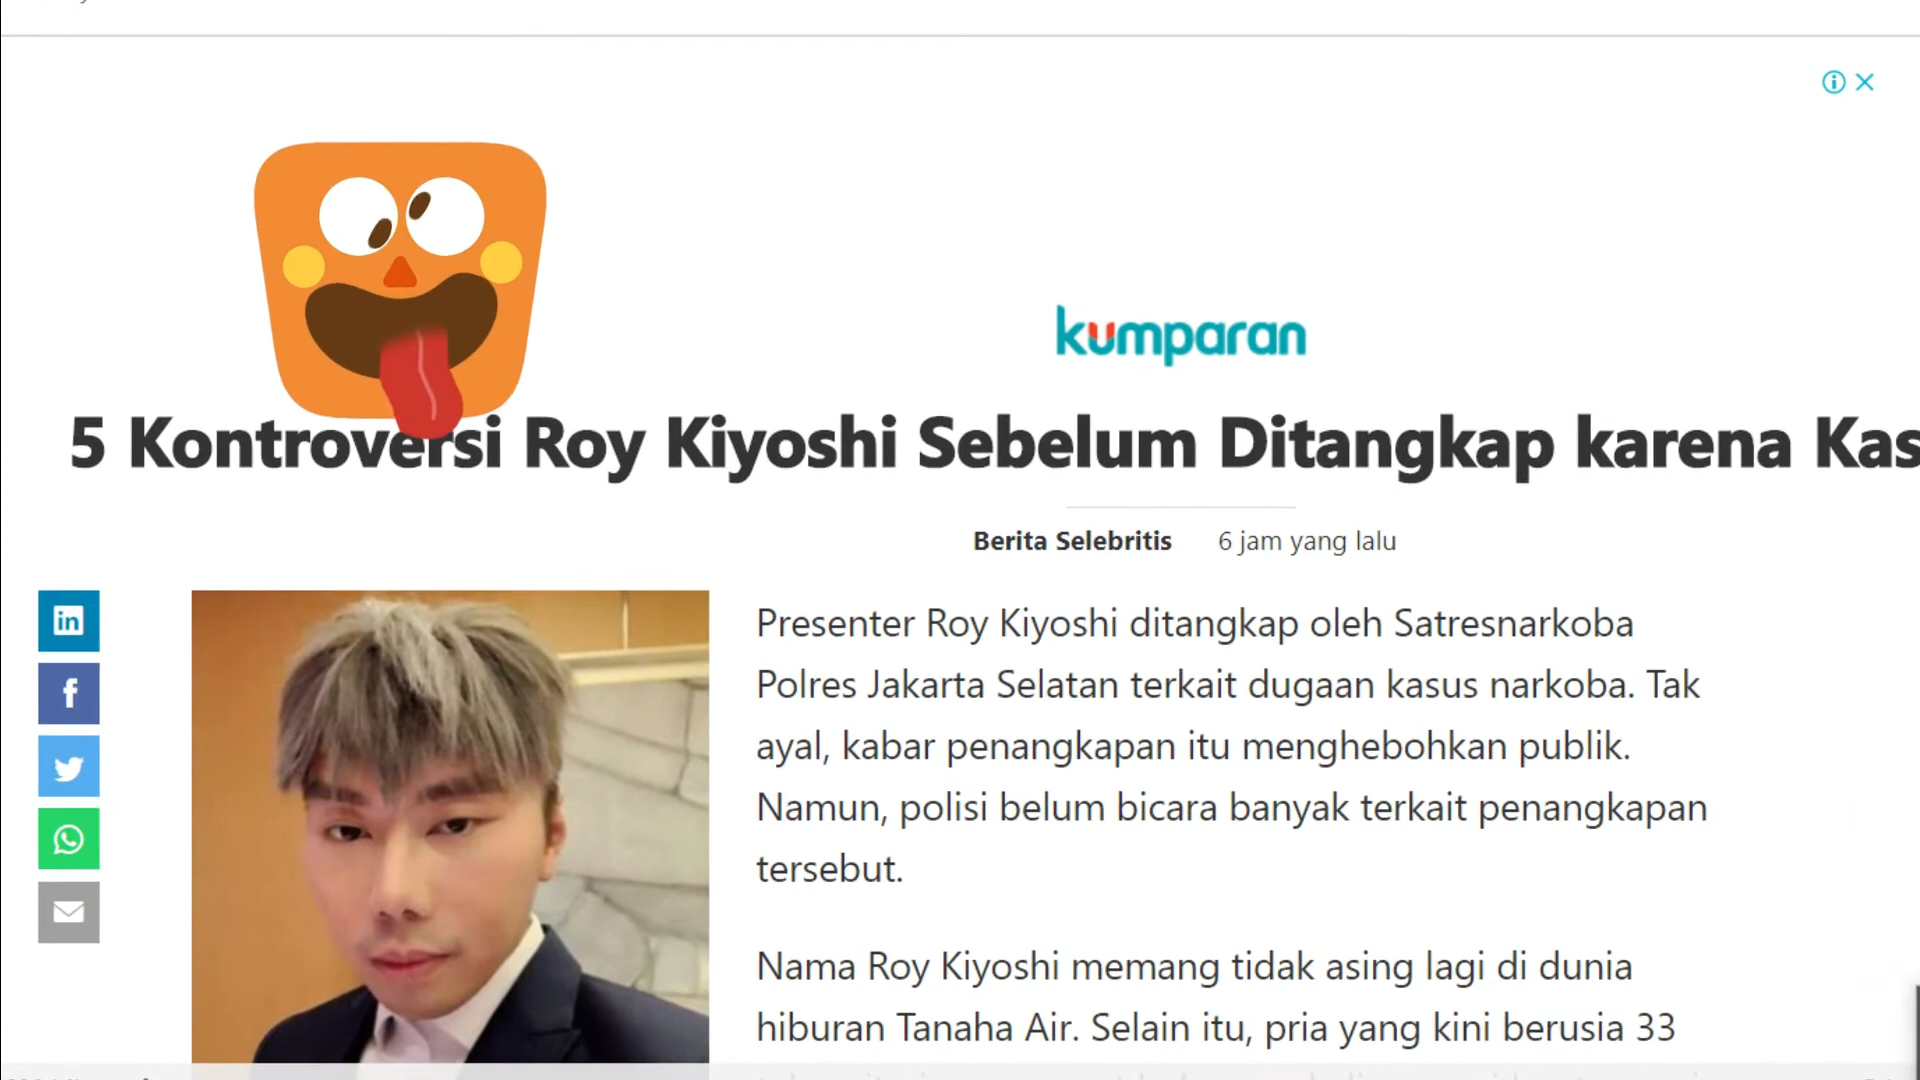 kumparan
5 Kontroversi Roy Kiyoshi Sebelum Ditangkap karena Kas
Berita Selebritis 6 jam yang lalu
Presenter Roy Kiyoshi ditangkap oleh Satresnarkoba
Polres Jakarta Selatan terkait dugaan kasus narkoba. Tak
ayal, kabar penangkapan itu menghebohkan publik.
Namun, polisi belum bicara banyak terkait penangkapan
tersebut.
Nama Roy Kiyoshi memang tidak asing lagi di dunia
hiburan Tanaha Air. Selain itu, pria yang kini berusia 33